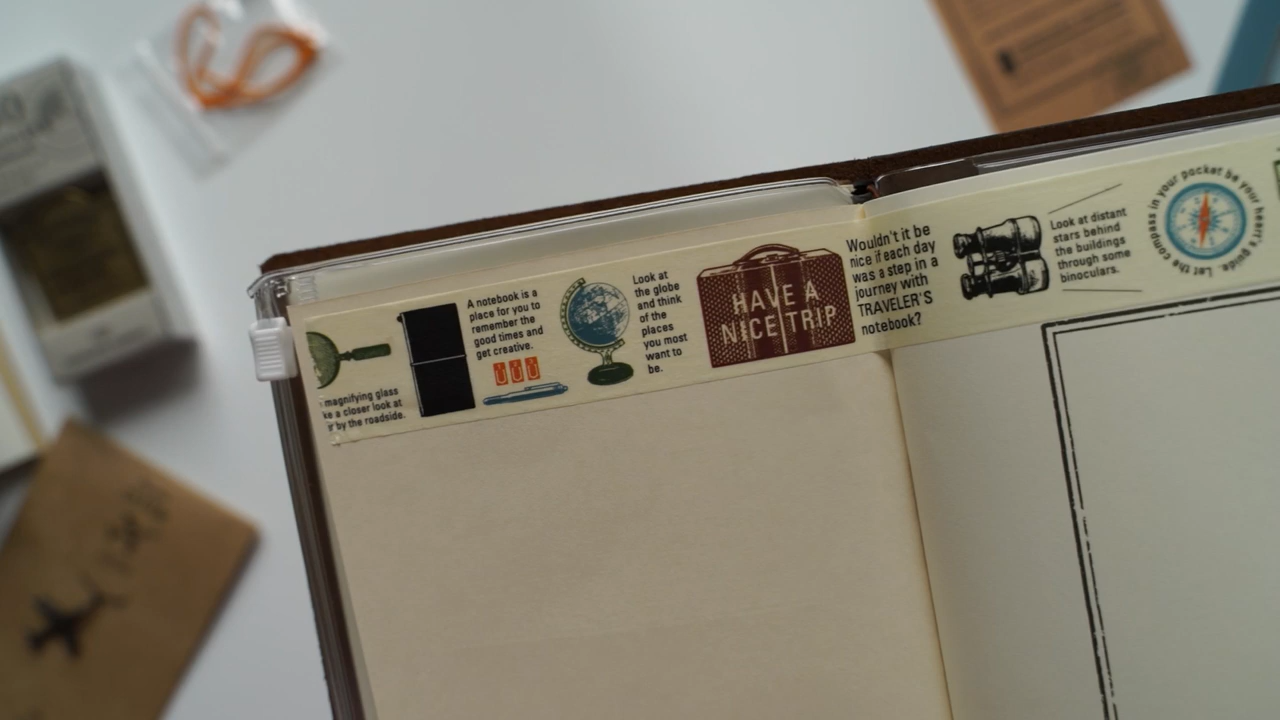 magnifying glass
ke a closer look at
by the roadside.
A notebook is a
place for you to
remember the
good times and
get creative.
Look at
the globe
and think
of the
places
you most
want to
be.
HAVE A
NICE TRIP
Wouldn't it be
nice if each day
was a step in a
journey with
TRAVELER'S
notebook?
Look at distant
stars behind
the buildings
through some
binoculars.
Let the compass in your pocket be your heart's guide.